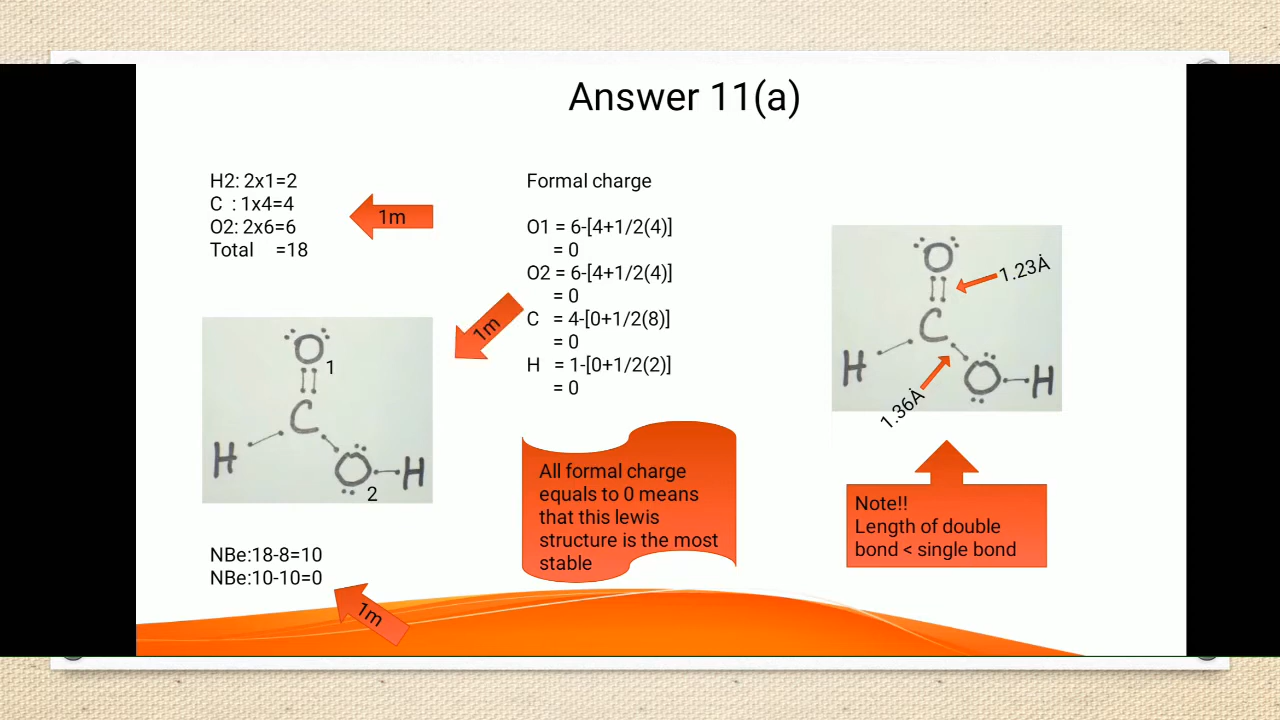 Answer 11(a)
H2: 2x1=2
C : 1x4=4
O2: 2x6=6
Total =18
1m
O
1
C
H
O
H
2
NBe:18-8=10
NBe:10-10=0
1m
Formal charge
O1 = 6-[4+1/2(4)]
= 0
O2 = 6-[4+1/2(4)]
= 0
C = 4-[0+1/2(8)]
= 0
H = 1-[0+1/2(2)]
= 0
1m
All formal charge
equals to 0 means
that this lewis
structure is the most
stable
O
1.23Å
C
H
O
H
1.36Å
Note!!
Length of double
bond < single bond